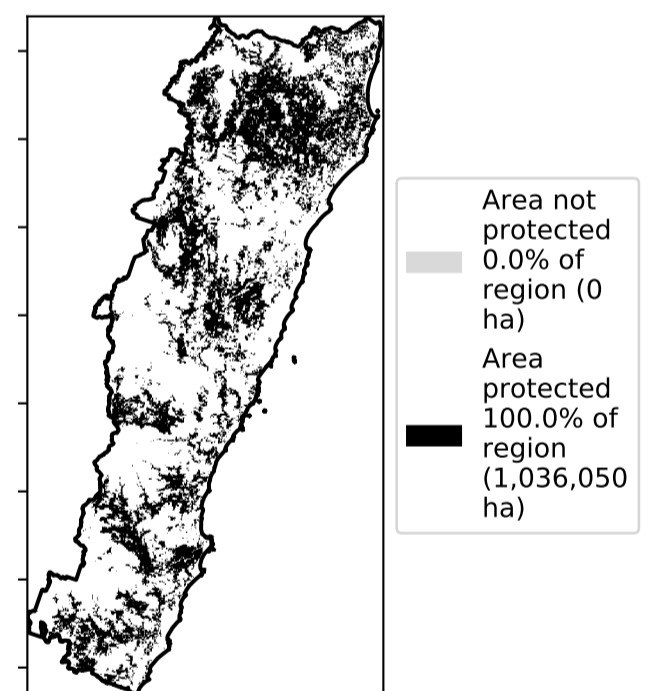 Area not
protected
0.0% of
region (0
ha)
Area
protected
100.0% of
region
(1,036,050
ha)